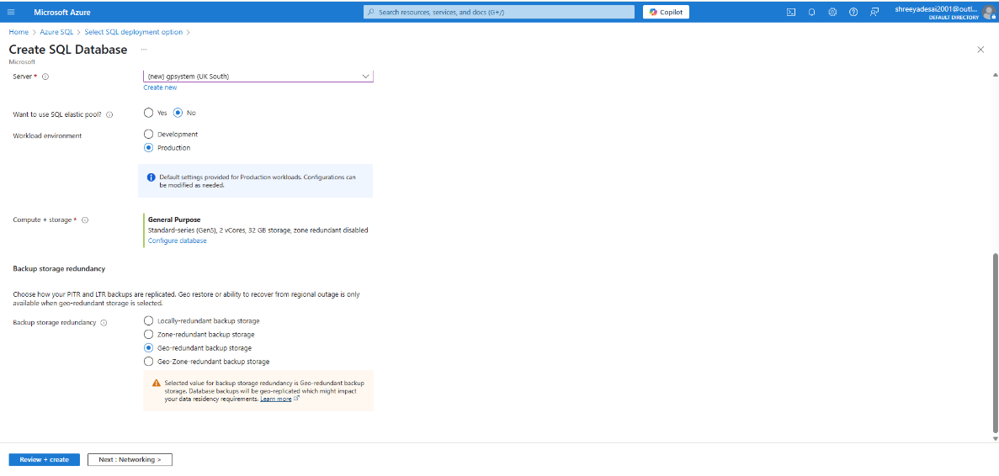 Microsoft Azure
Search resources, services, and docs (G+/)
Copilot
shreeyadesai2001@outl...
DEFAULT DIRECTORY
Home > Azure SQL > Select SQL deployment option >
Create SQL Database ...
Microsoft
Server *
(new) gpsystem (UK South)
Create new
Want to use SQL elastic pool?
Yes No
Workload environment
Development
Production
Default settings provided for Production workloads. Configurations can
be modified as needed.
Compute + storage *
General Purpose
Standard-series (Gen5), 2 vCores, 32 GB storage, zone redundant disabled
Configure database
Backup storage redundancy
Choose how your PITR and LTR backups are replicated. Geo restore or ability to recover from regional outage is only
available when geo-redundant storage is selected.
Backup storage redundancy
Locally-redundant backup storage
Zone-redundant backup storage
Geo-redundant backup storage
Geo-Zone-redundant backup storage
Selected value for backup storage redundancy is Geo-redundant backup
storage. Database backups will be geo-replicated which might impact
your data residency requirements. Learn more
Review + create
Next : Networking >